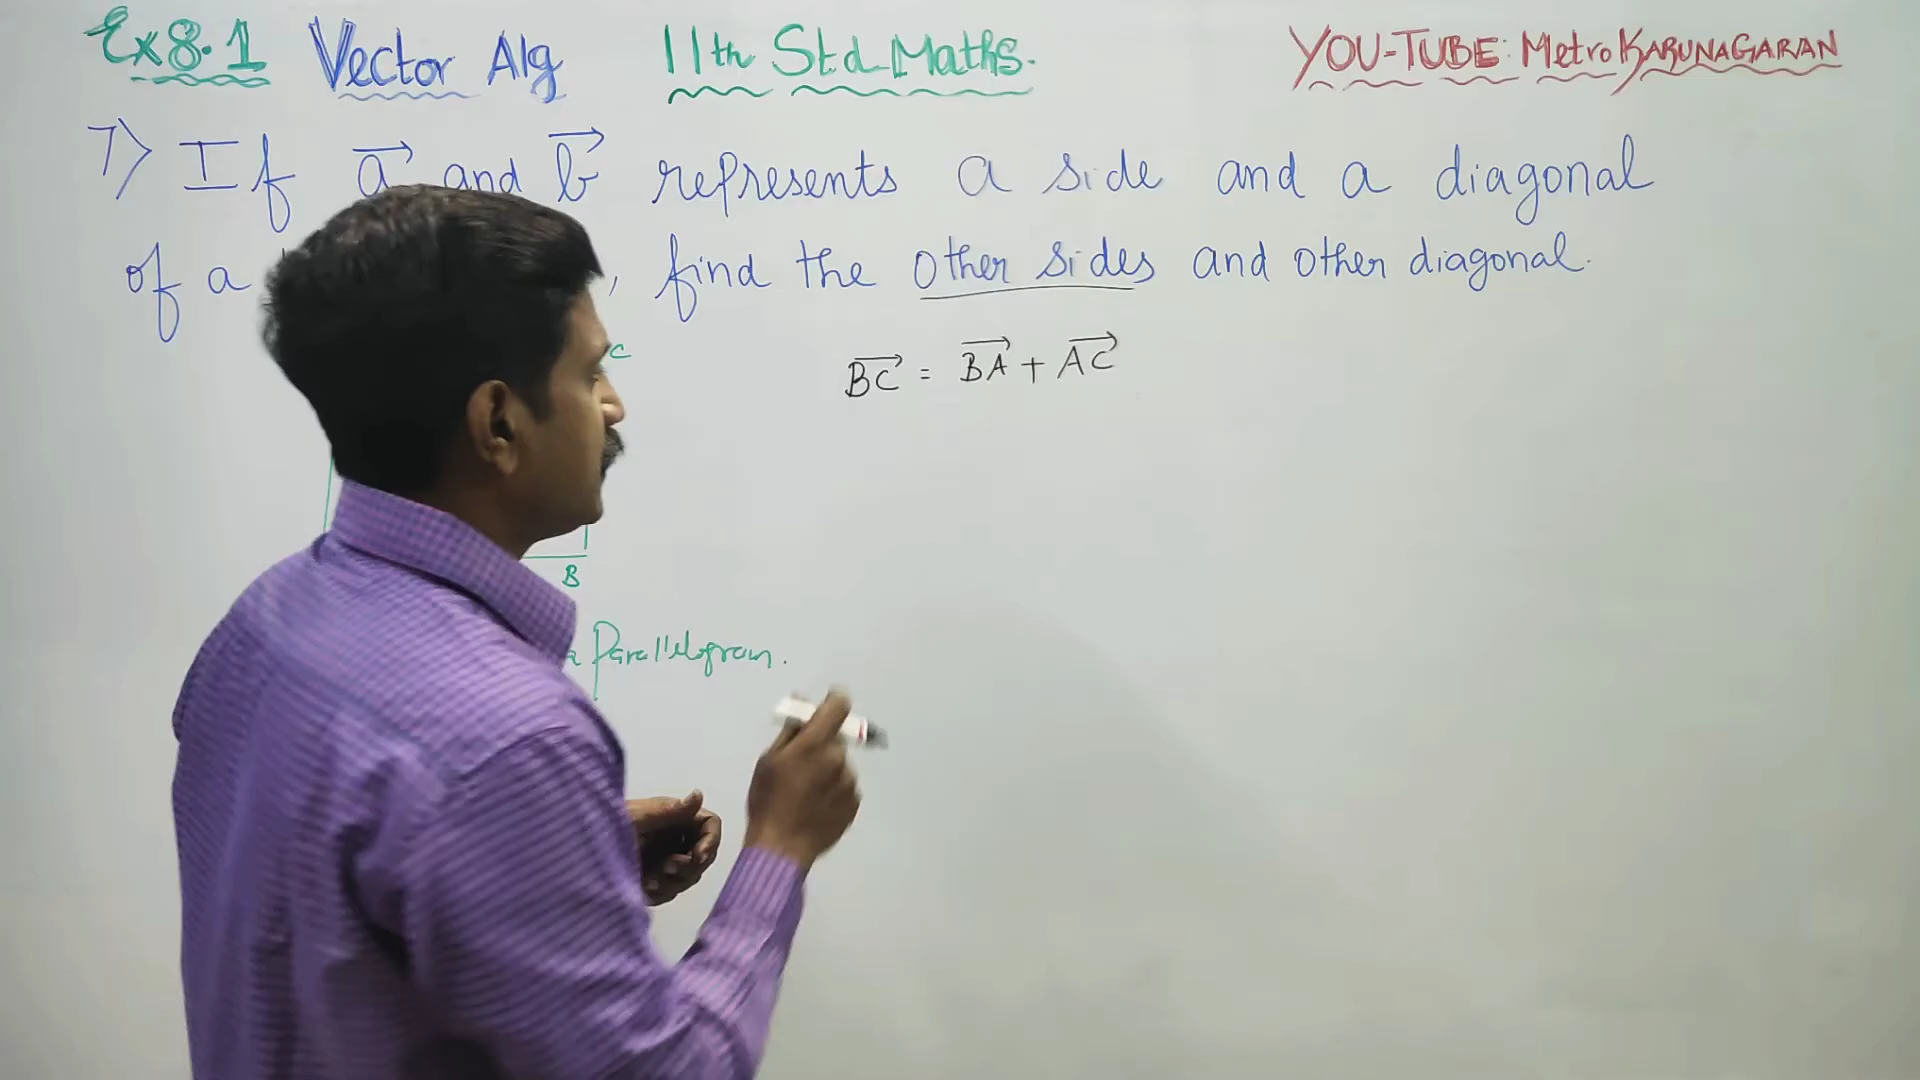 Ex 8.1 Vector Alg 11th Std Maths. YOU-TUBE: Metro KARUNAGARAN
7) If a⃗ and b⃗ represents a side and a diagonal
of a , find the other sides and other diagonal.
C
BC⃗ = BA⃗ + AC⃗
B
Parallelogram.